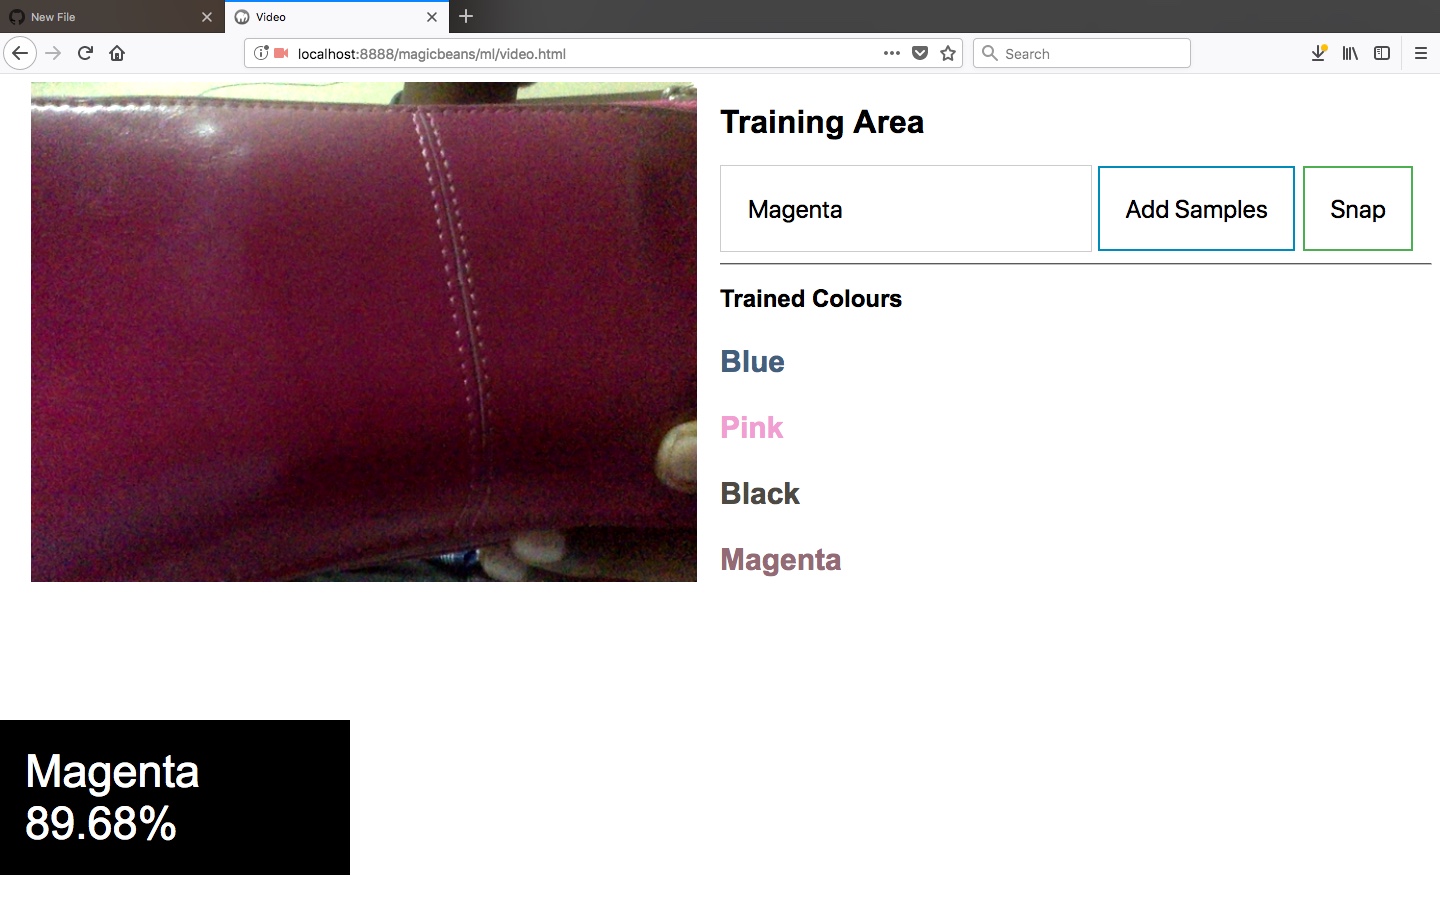 New File
Video
localhost:8888/magicbeans/ml/video.html
Search
Training Area
Magenta
Add Samples
Snap
Trained Colours
Blue
Pink
Black
Magenta
Magenta
89.68%